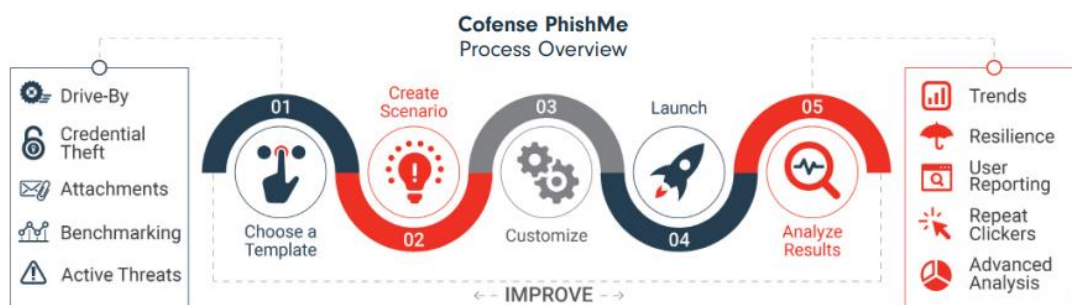 Cofense PhishMe
Process Overview
Drive-By
Credential
Theft
Attachments
Benchmarking
Active Threats
01
Choose a
Template
Create
Scenario
02
03
Customize
Launch
04
05
Analyze
Results
IMPROVE
Trends
Resilience
User
Reporting
Repeat
Clickers
Advanced
Analysis